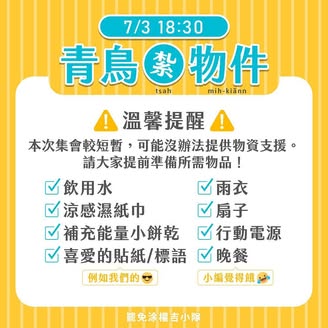 7/3 18:30
青鳥紮物件
tsah mih-kiānn
溫馨提醒
本次集會較短暫，可能沒辦法提供物資支援。
請大家提前準備所需物品！
飲用水
涼感濕紙巾
補充能量小餅乾
喜愛的貼紙/標語
例如我們的😎
雨衣
扇子
行動電源
晚餐
小編覺得餓🤣
罷免涂權吉小隊